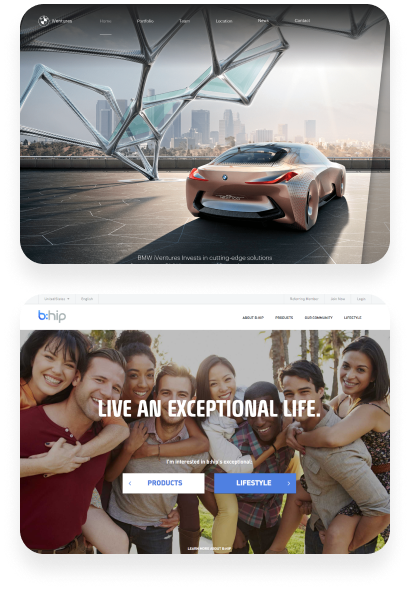 iVentures
Home Portfolio Team Location News Contact
BMW iVentures Invests in cutting-edge solutions
United States English Returning Member Join Now Login
b:hip
ABOUT B:HIP PRODUCTS OUR COMMUNITY LIFESTYLE
LIVE AN EXCEPTIONAL LIFE.
I'm interested in b:hip's exceptional:
PRODUCTS LIFESTYLE
LEARN MORE ABOUT B:HIP